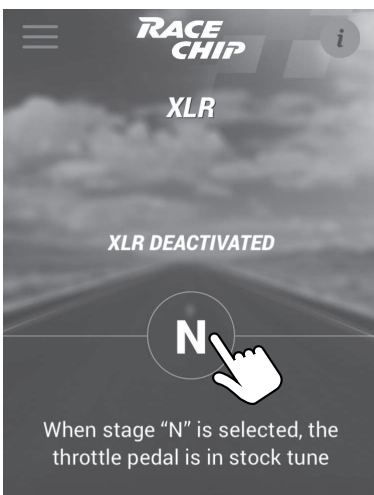 RACE
CHIP
i
XLR
XLR DEACTIVATED
N
When stage “N” is selected, the
throttle pedal is in stock tune